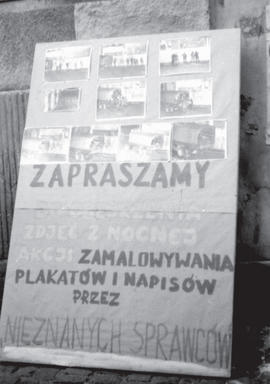 ZAPRASZAMY
ZDJĘĆ Z NOCNEJ
AKCJI ZAMALOWYWANIA
PLAKATÓW I NAPISÓW
PRZEZ
NIEZNANYCH SPRAWCÓW